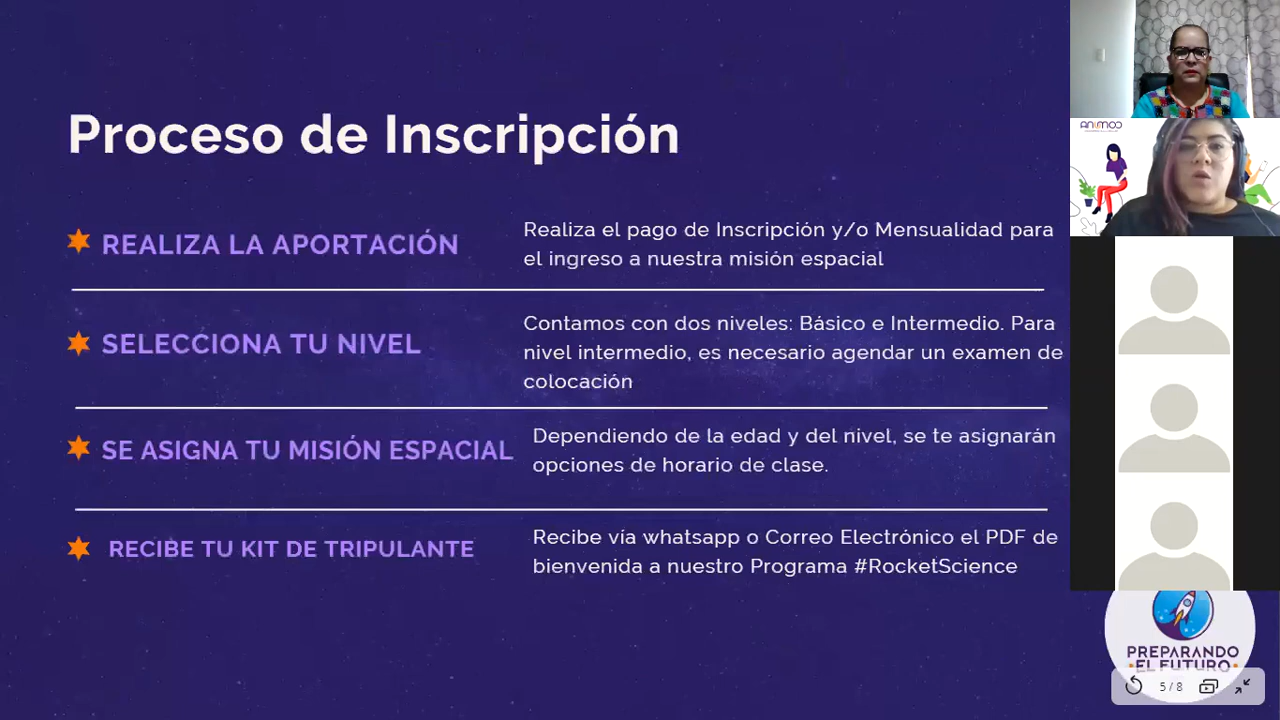 Proceso de Inscripción
REALIZA LA APORTACIÓN
Realiza el pago de Inscripción y/o Mensualidad para
el ingreso a nuestra misión espacial
SELECCIONA TU NIVEL
Contamos con dos niveles: Básico e Intermedio. Para
nivel intermedio, es necesario agendar un examen de
colocación
SE ASIGNA TU MISIÓN ESPACIAL
Dependiendo de la edad y del nivel, se te asignarán
opciones de horario de clase.
RECIBE TU KIT DE TRIPULANTE
Recibe vía whatsapp o Correo Electrónico el PDF de
bienvenida a nuestro Programa #RocketScience
PREPARANDO
EL FUTURO
5/8